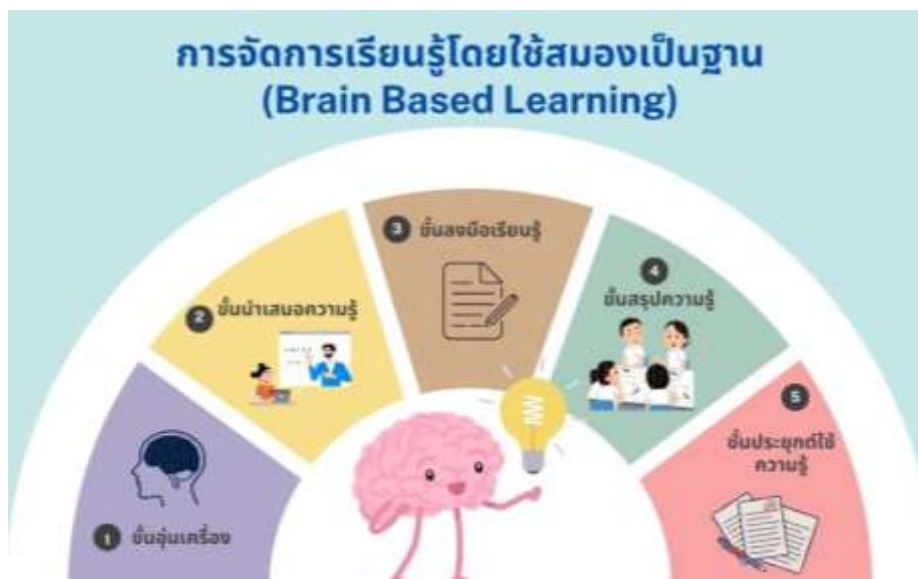 การจัดการเรียนรู้โดยใช้สมองเป็นฐาน
(Brain Based Learning)
1 ขั้นอุ่นเครื่อง
2 ขั้นนำเสนอความรู้
3 ขั้นลงมือเรียนรู้
4
ขั้นสรุปความรู้
5
ขั้นประยุกต์ใช้
ความรู้